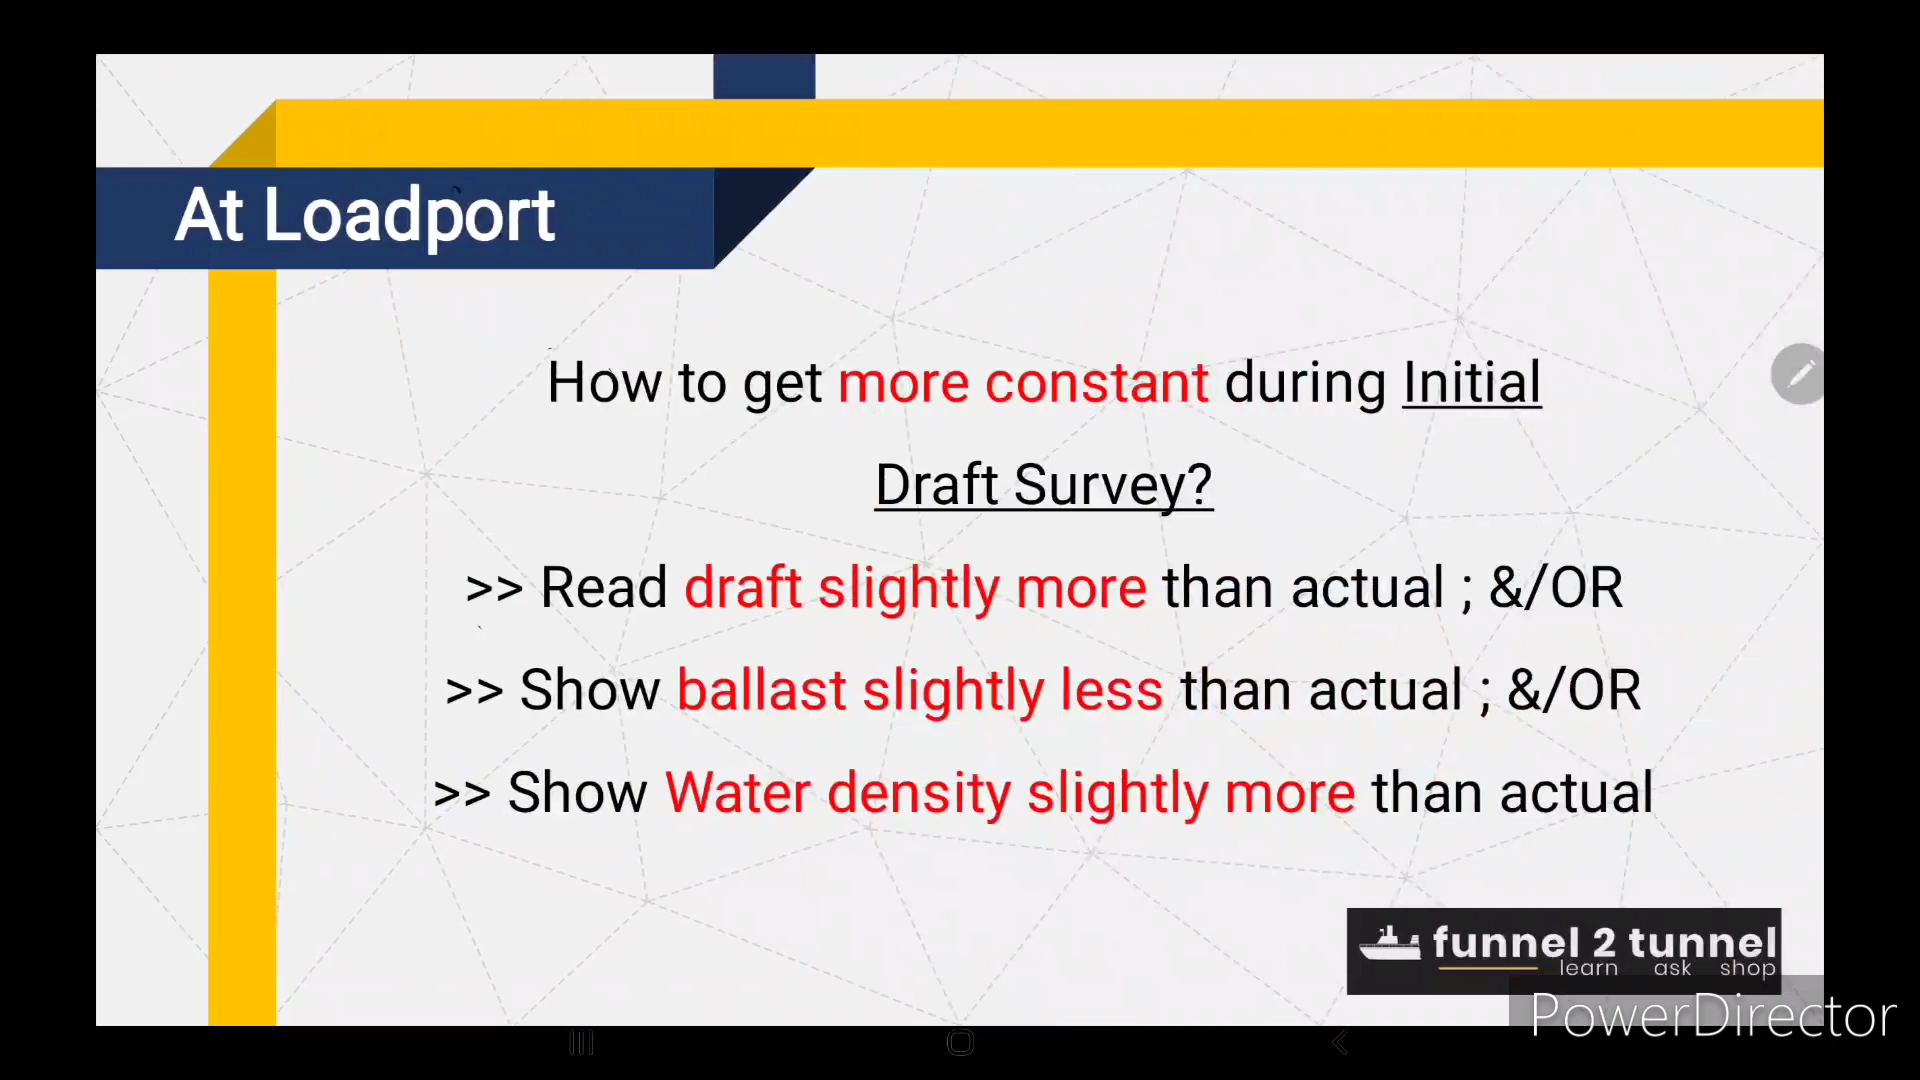 At Loadport
How to get more constant during Initial
Draft Survey?
>> Read draft slightly more than actual ; &/OR
>> Show ballast slightly less than actual ; &/OR
>> Show Water density slightly more than actual
funnel 2 tunnel
learn ask shop
PowerDirector